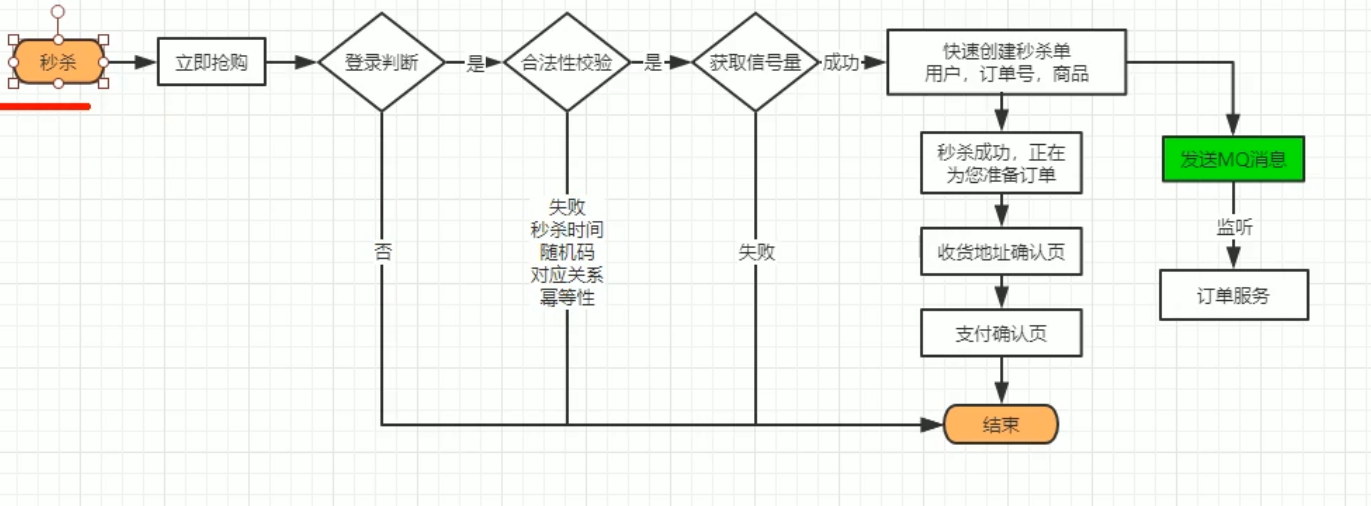 秒杀
立即抢购
登录判断
是
合法性校验
是
获取信号量
成功
快速创建秒杀单
用户，订单号，商品
秒杀成功，正在
为您准备订单
发送MQ消息
失败
秒杀时间
随机码
对应关系
幂等性
否
失败
收货地址确认页
监听
订单服务
支付确认页
结束